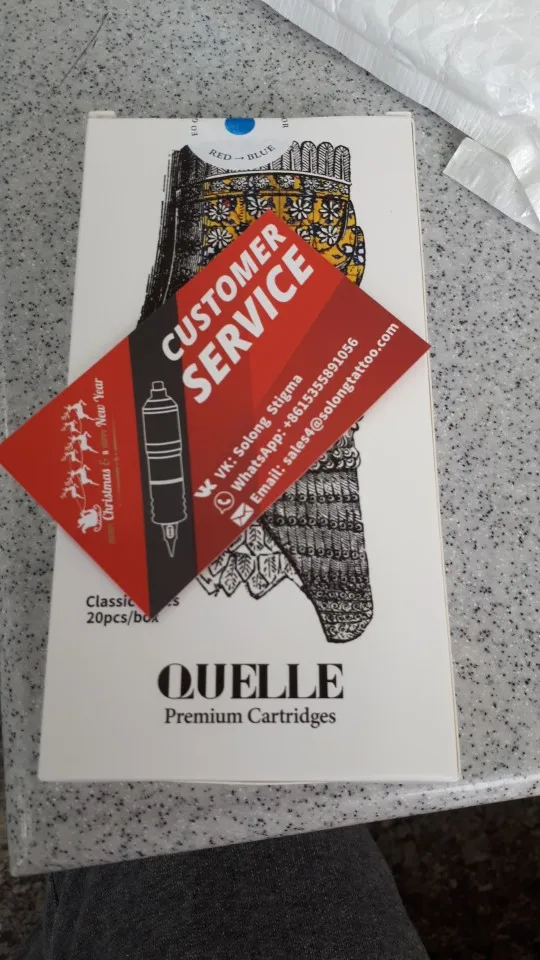 RED → BLUE
CUSTOMER
SERVICE
VK: Solong Stigma
WhatsApp: +8615355891056
Email: sales4@solongtattoo.com
Christmas & a
New Year
Classic
20pcs/box
QUELLE
Premium Cartridges